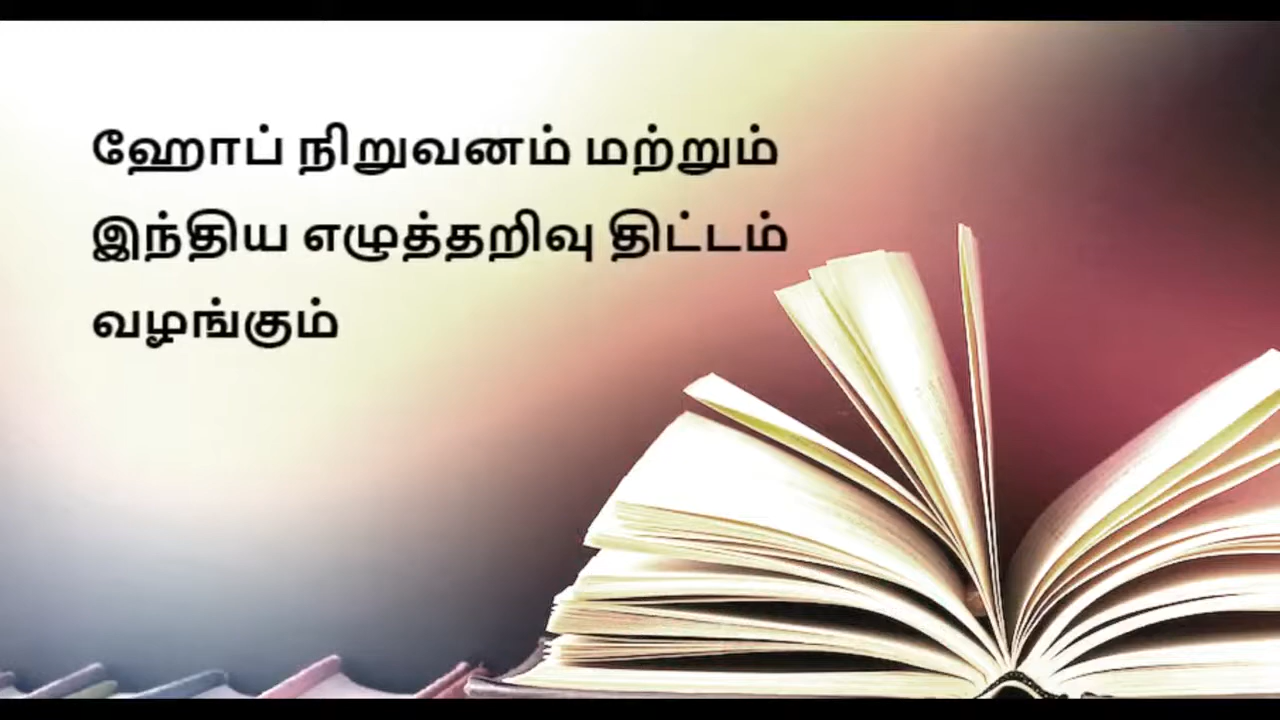 ஹோப் நிறுவனம் மற்றும்
இந்திய எழுத்தறிவு திட்டம்
வழங்கும்